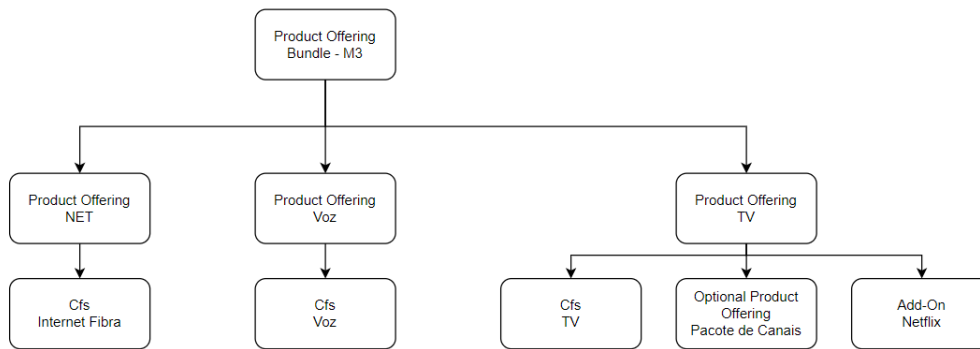 Product Offering
Bundle - M3
Product Offering
NET
Product Offering
Voz
Product Offering
TV
Cfs
Internet Fibra
Cfs
Voz
Cfs
TV
Optional Product
Offering
Pacote de Canais
Add-On
Netflix